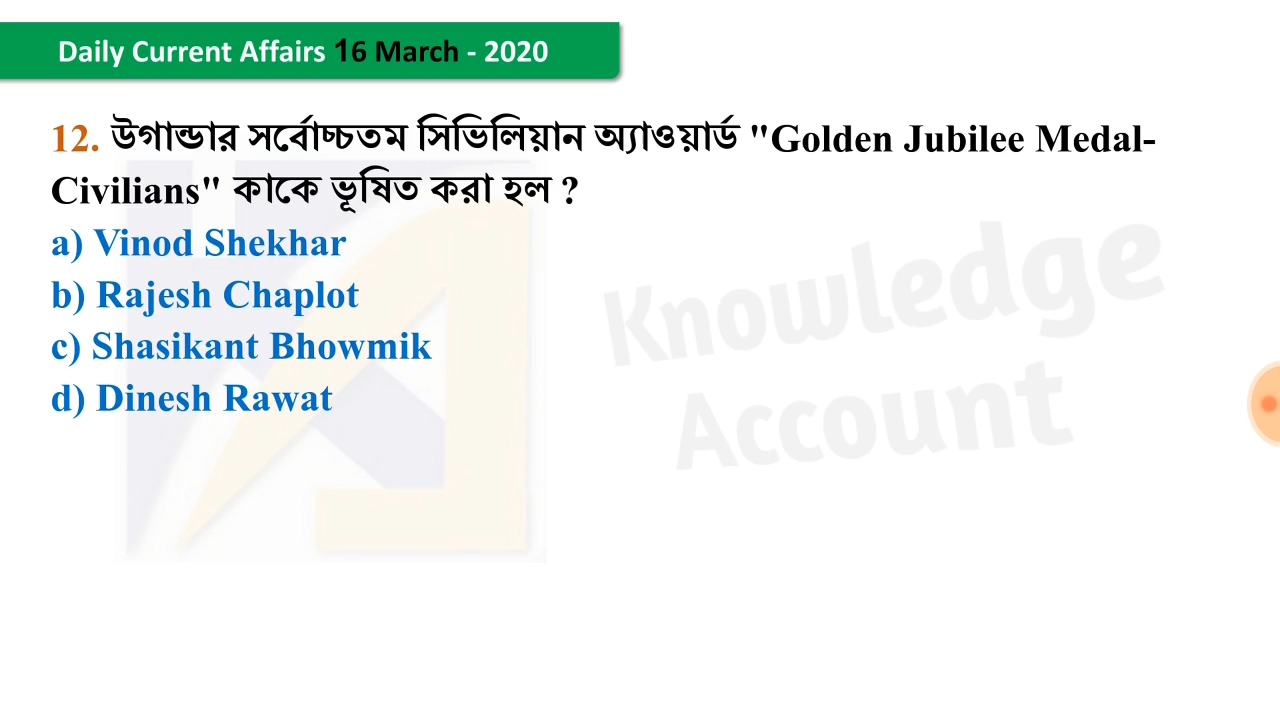 Daily Current Affairs 16 March - 2020
12. উগান্ডার সর্বোচ্চতম সিভিলিয়ান অ্যাওয়ার্ড "Golden Jubilee Medal-
Civilians" কাকে ভূষিত করা হল ?
a) Vinod Shekhar
b) Rajesh Chaplot
c) Shasikant Bhowmik
d) Dinesh Rawat
Knowledge
Account